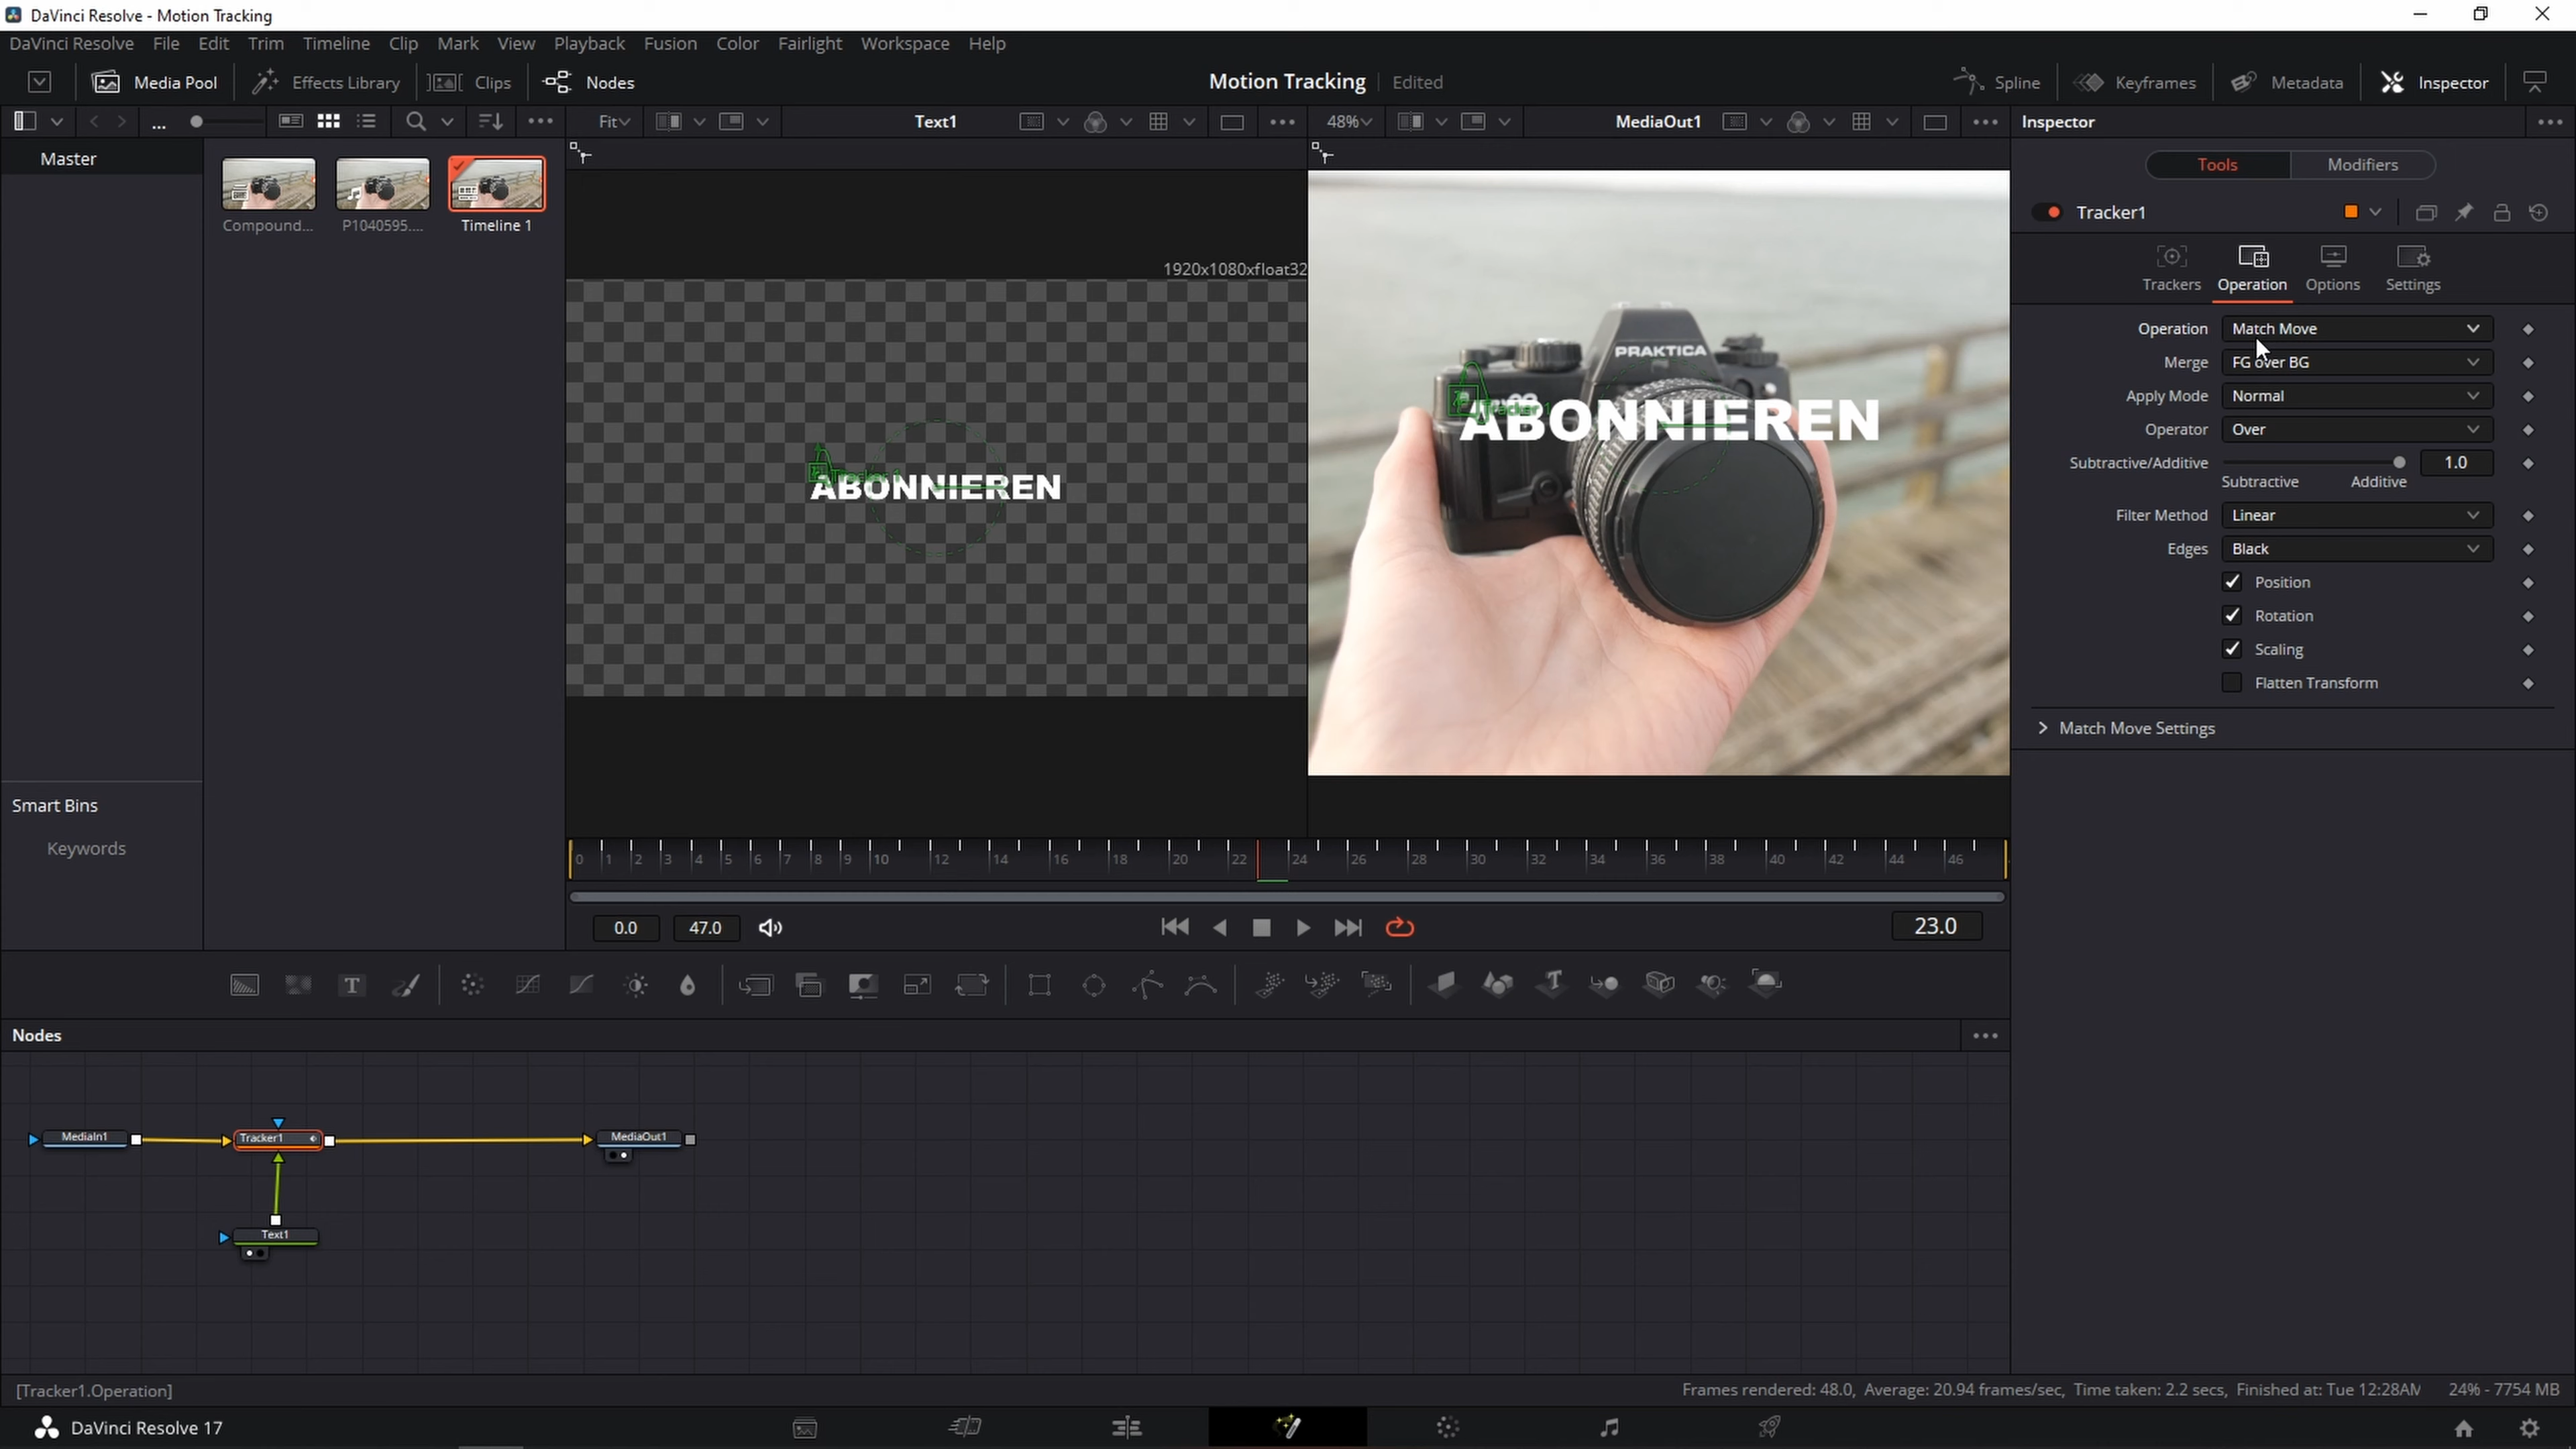 DaVinci Resolve - Motion Tracking
DaVinci Resolve File Edit Trim Timeline Clip Mark View Playback Fusion Color Fairlight Workspace Help
Media Pool Effects Library Clips Nodes Motion Tracking Edited Spline Keyframes Metadata Inspector
... Fit Text1 48% MediaOut1 Inspector
Master
Compound...
P1040595....
Timeline 1
Smart Bins
Keywords
1920x1080xfloat32
Tracker 1
ABONNIEREN
PRAKTICA
ABONNIEREN
Tools Modifiers
Tracker1
Trackers Operation Options Settings
Operation Match Move
Merge FG over BG
Apply Mode Normal
Operator Over
Subtractive/Additive 1.0
Subtractive Additive
Filter Method Linear
Edges Black
Position
Rotation
Scaling
Flatten Transform
Match Move Settings
0 1 2 3 4 5 6 7 8 9 10 12 14 16 18 20 22 24 26 28 30 32 34 36 38 40 42 44 46
0.0 47.0 23.0
Nodes
MediaIn1 Tracker1 MediaOut1
Text1
[Tracker1.Operation] Frames rendered: 48.0, Average: 20.94 frames/sec, Time taken: 2.2 secs, Finished at: Tue 12:28AM 24% - 7754 MB
DaVinci Resolve 17